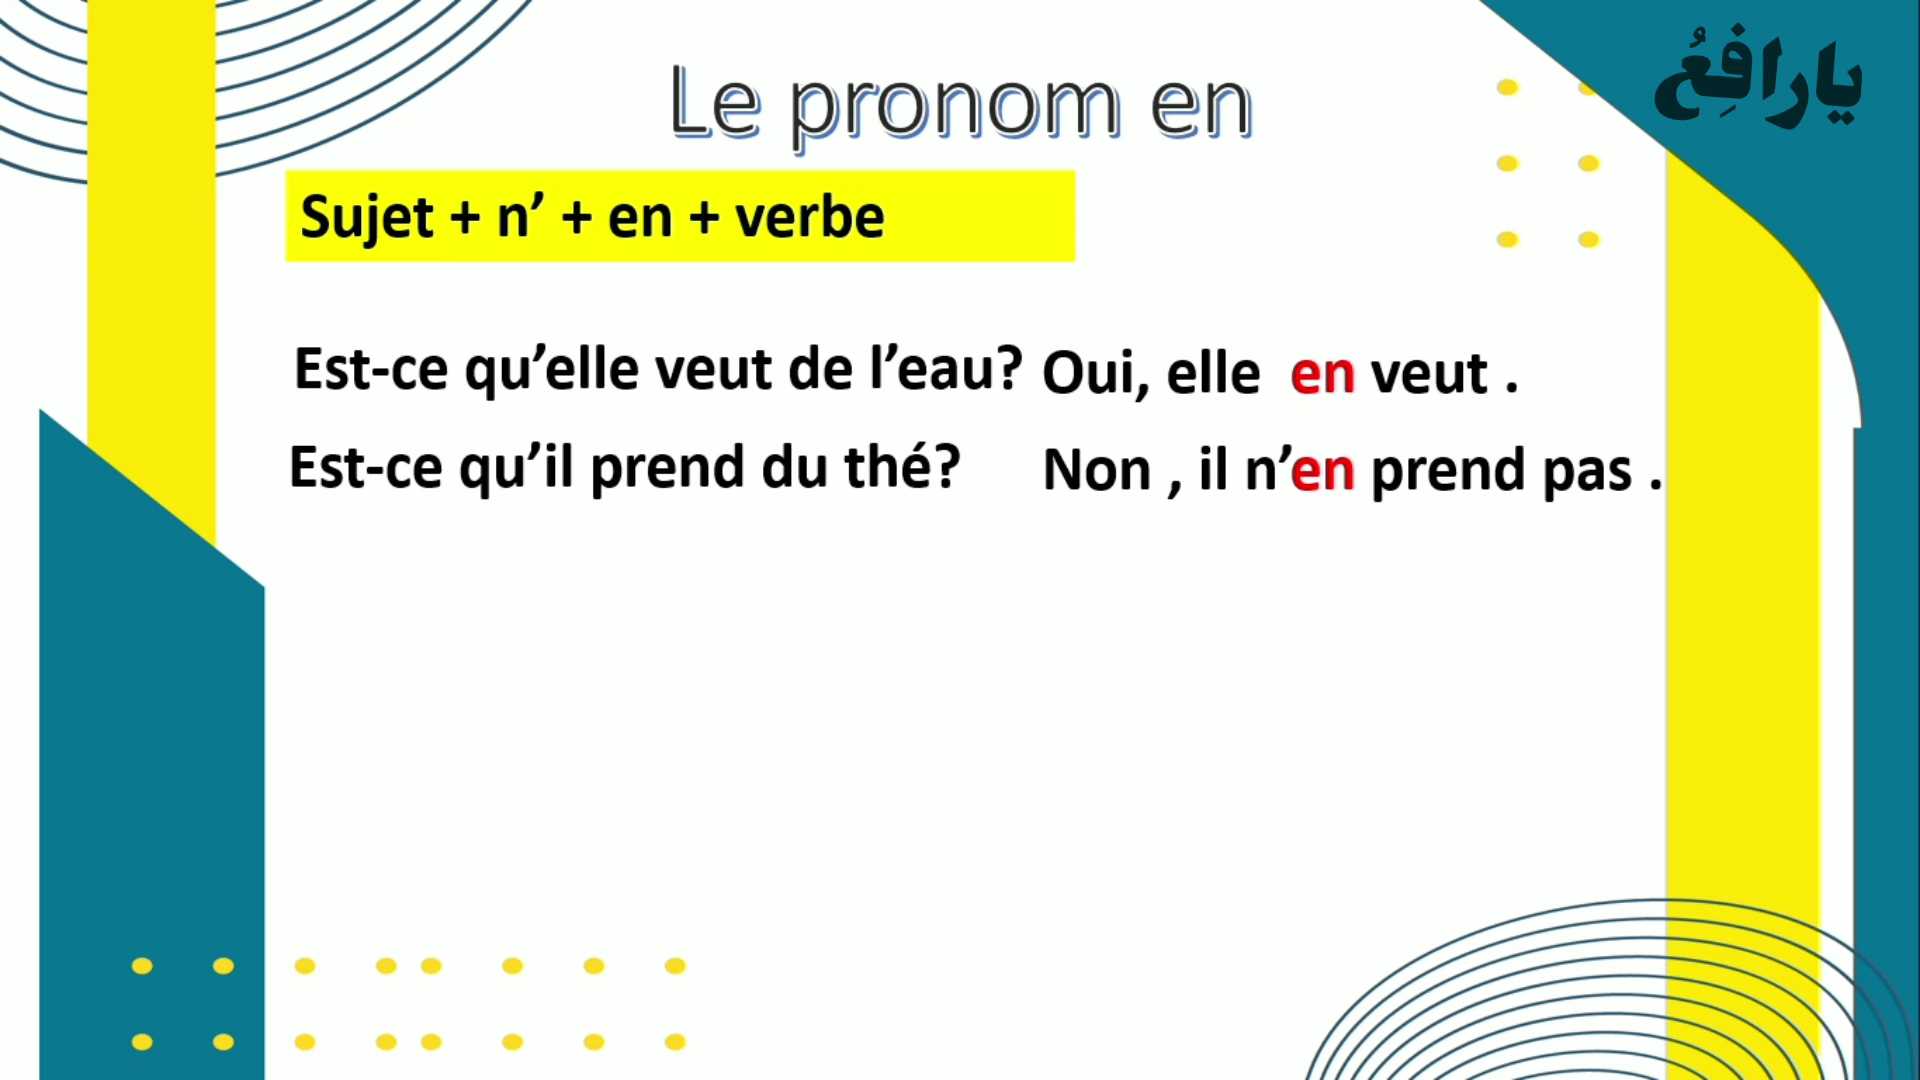 يارافِعُ
Le pronom en
Sujet + n’ + en + verbe
Est-ce qu’elle veut de l’eau? Oui, elle en veut .
Est-ce qu’il prend du thé? Non , il n’en prend pas .